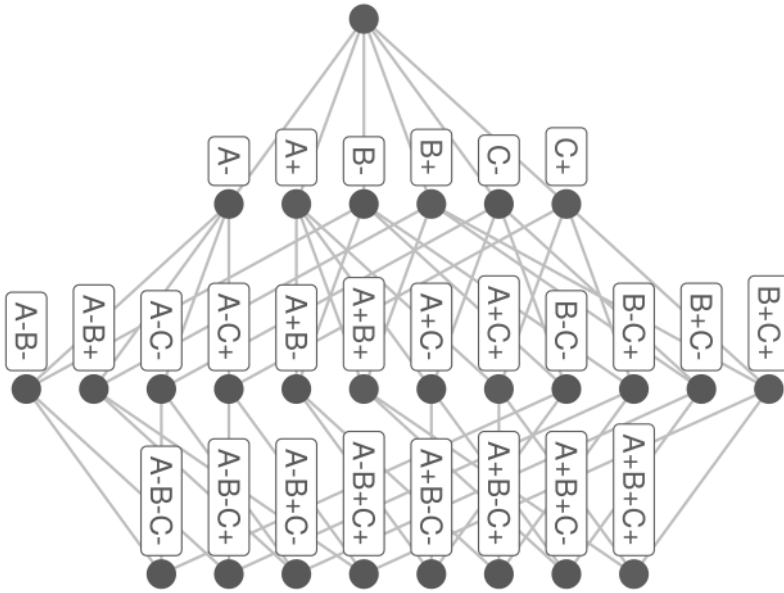 A-
A+
B-
B+
C-
C+
A-B-
A-B+
A-C-
A-C+
A+B-
A+B+
A+C-
A+C+
B-C-
B-C+
B+C-
B+C+
A-B-C-
A-B-C+
A-B+C-
A-B+C+
A+B-C-
A+B-C+
A+B+C-
A+B+C+